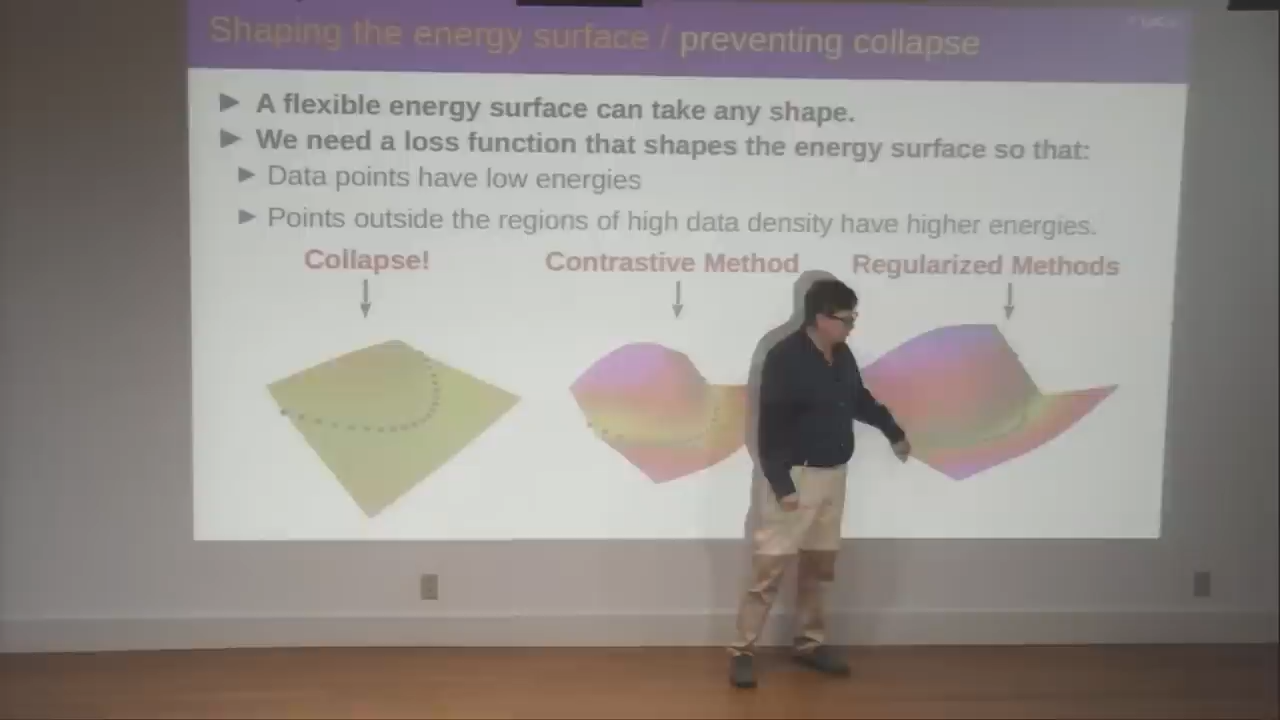 Shaping the energy surface / preventing collapse
A flexible energy surface can take any shape.
We need a loss function that shapes the energy surface so that:
Data points have low energies
Points outside the regions of high data density have higher energies.
Collapse!
Contrastive Method
Regularized Methods